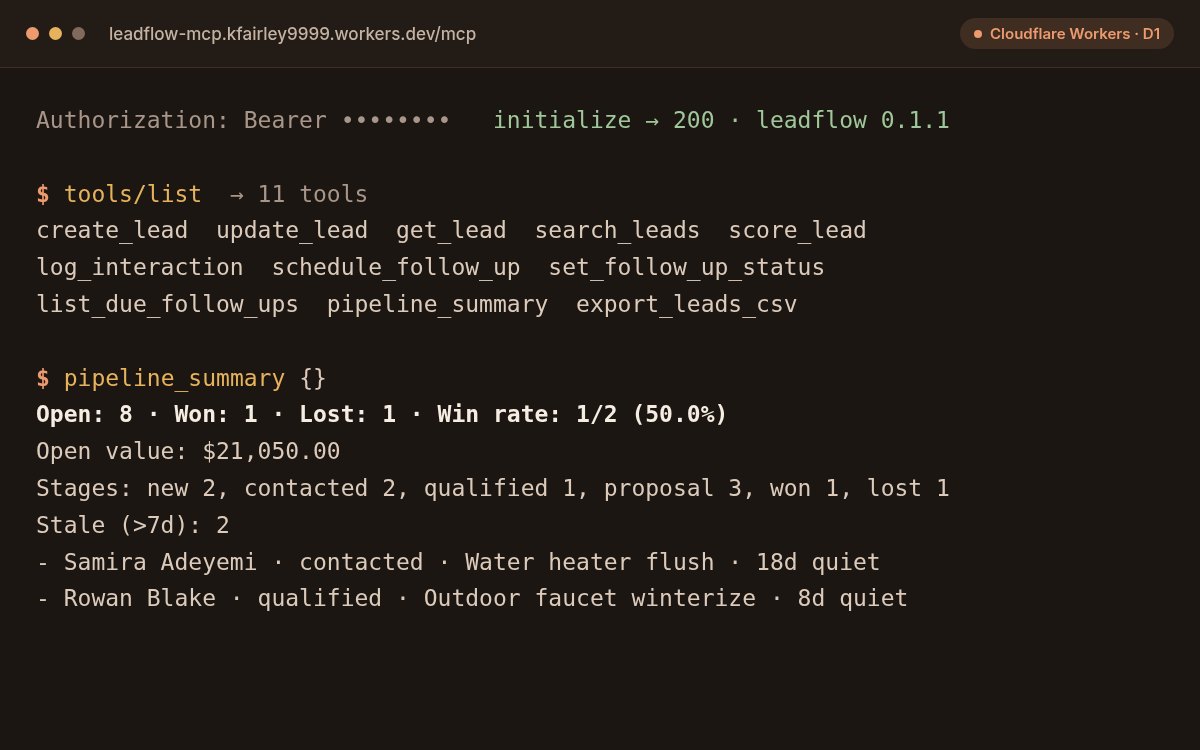 leadflow-mcp.kfairley9999.workers.dev/mcp
Cloudflare Workers · D1
Authorization: Bearer •••••••• initialize → 200 · leadflow 0.1.1
$ tools/list → 11 tools
create_lead update_lead get_lead search_leads score_lead
log_interaction schedule_follow_up set_follow_up_status
list_due_follow_ups pipeline_summary export_leads_csv
$ pipeline_summary {}
Open: 8 · Won: 1 · Lost: 1 · Win rate: 1/2 (50.0%)
Open value: $21,050.00
Stages: new 2, contacted 2, qualified 1, proposal 3, won 1, lost 1
Stale (>7d): 2
- Samira Adeyemi · contacted · Water heater flush · 18d quiet
- Rowan Blake · qualified · Outdoor faucet winterize · 8d quiet